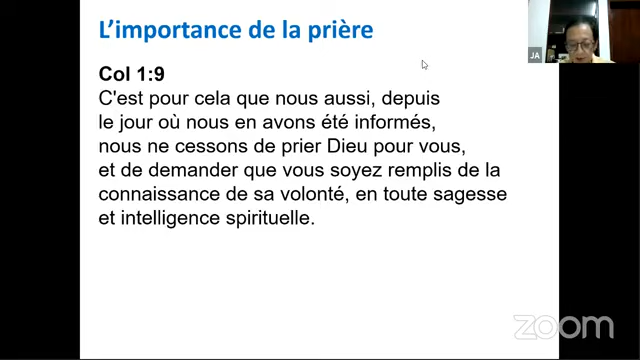 L'importance de la prière
JA
Col 1:9
C'est pour cela que nous aussi, depuis
le jour où nous en avons été informés,
nous ne cessons de prier Dieu pour vous,
et de demander que vous soyez remplis de la
connaissance de sa volonté, en toute sagesse
et intelligence spirituelle.
zoom